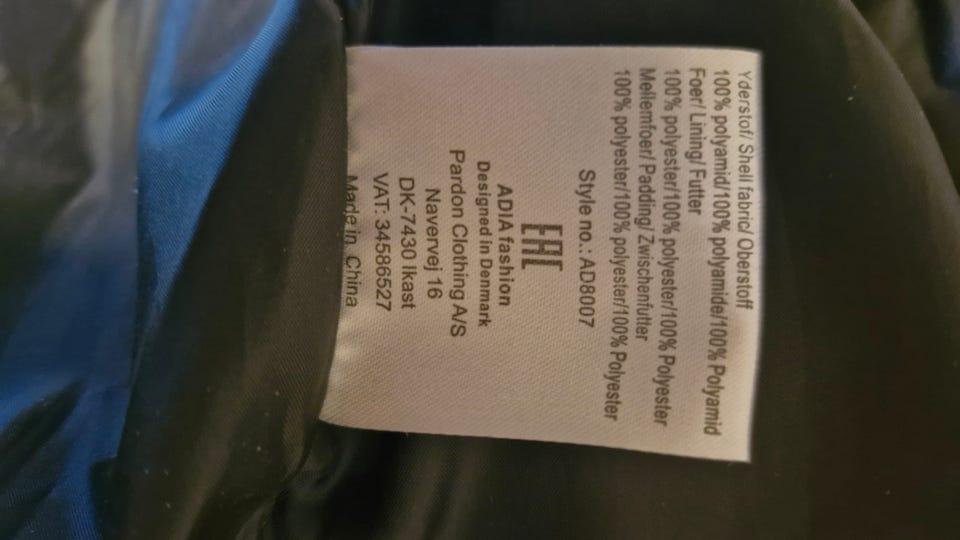 Yderstof/ Shell fabric/ Oberstoff
100% polyamid/100% polyamide/100% Polyamid
Foer/ Lining/ Futter
100% polyester/100% polyester/100% Polyester
Mellemfoer/ Padding/ Zwischenfutter
100% polyester/100% polyester/100% Polyester
Style no.: AD8007
EAC
ADIA fashion
Designed in Denmark
Pardon Clothing A/S
Navervej 16
DK-7430 Ikast
VAT: 34586527
Made in China